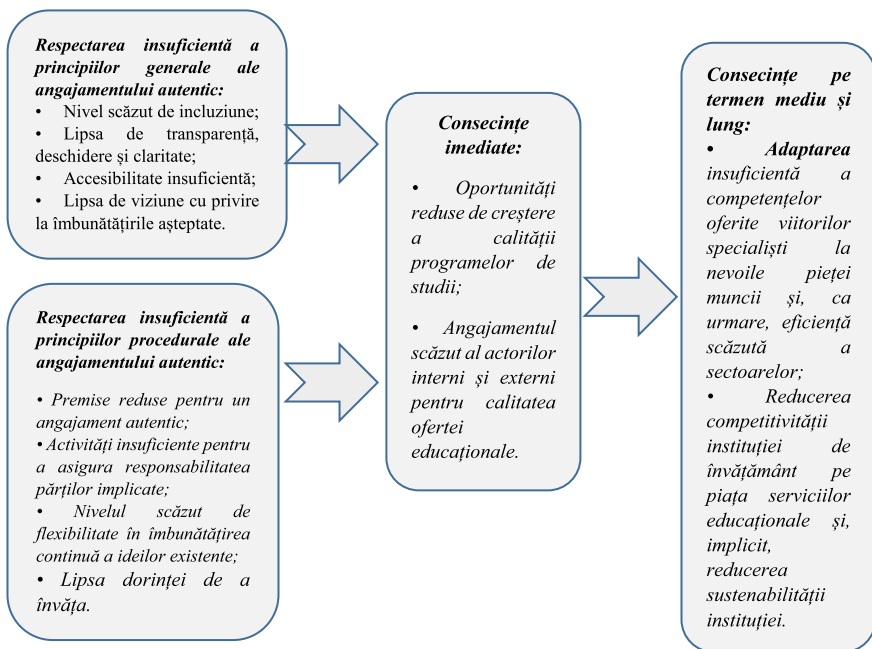 Respectarea insuficientă a
principiilor generale ale
angajamentului autentic:
• Nivel scăzut de incluziune;
• Lipsa de transparență,
deschidere și claritate;
• Accesibilitate insuficientă;
• Lipsa de viziune cu privire
la îmbunătățirile așteptate.
Respectarea insuficientă a
principiilor procedurale ale
angajamentului autentic:
• Premise reduse pentru un
angajament autentic;
• Activități insuficiente pentru
a asigura responsabilitatea
părților implicate;
• Nivelul scăzut de
flexibilitate în îmbunătățirea
continuă a ideilor existente;
• Lipsa dorinței de a
învăța.
Consecințe
imediate:
• Oportunități
reduse de creștere
a calității
programelor de
studii;
• Angajamentul
scăzut al actorilor
interni și externi
pentru calitatea
ofertei
educaționale.
Consecințe pe
termen mediu și
lung:
• Adaptarea
insuficientă a
competențelor
oferite viitorilor
specialiști la
nevoile pieței
muncii și, ca
urmare, eficiență
scăzută a
sectoarelor;
• Reducerea
competitivității
instituției de
învățământ pe
piața serviciilor
educaționale și,
implicit,
reducerea
sustenabilității
instituției.